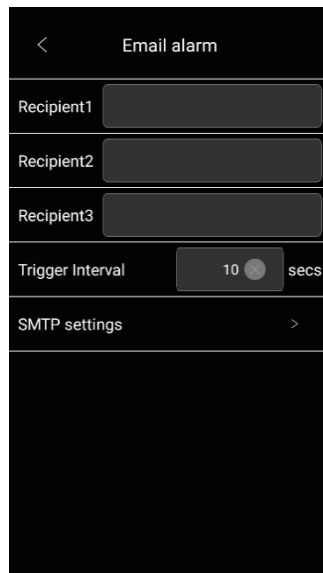 Email alarm
Recipient1
Recipient2
Recipient3
Trigger Interval 10 secs
SMTP settings